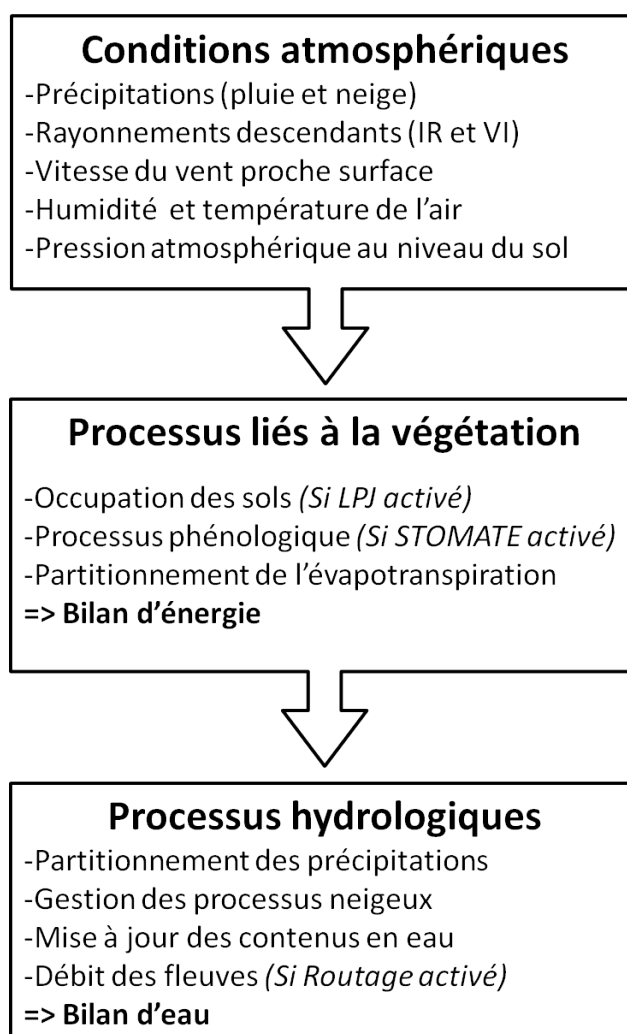 Conditions atmosphériques
-Précipitations (pluie et neige)
-Rayonnements descendants (IR et VI)
-Vitesse du vent proche surface
-Humidité et température de l'air
-Pression atmosphérique au niveau du sol
Processus liés à la végétation
-Occupation des sols (Si LPJ activé)
-Processus phénologique (Si STOMATE activé)
-Partitionnement de l'évapotranspiration
=> Bilan d'énergie
Processus hydrologiques
-Partitionnement des précipitations
-Gestion des processus neigeux
-Mise à jour des contenus en eau
-Débit des fleuves (Si Routage activé)
=> Bilan d'eau